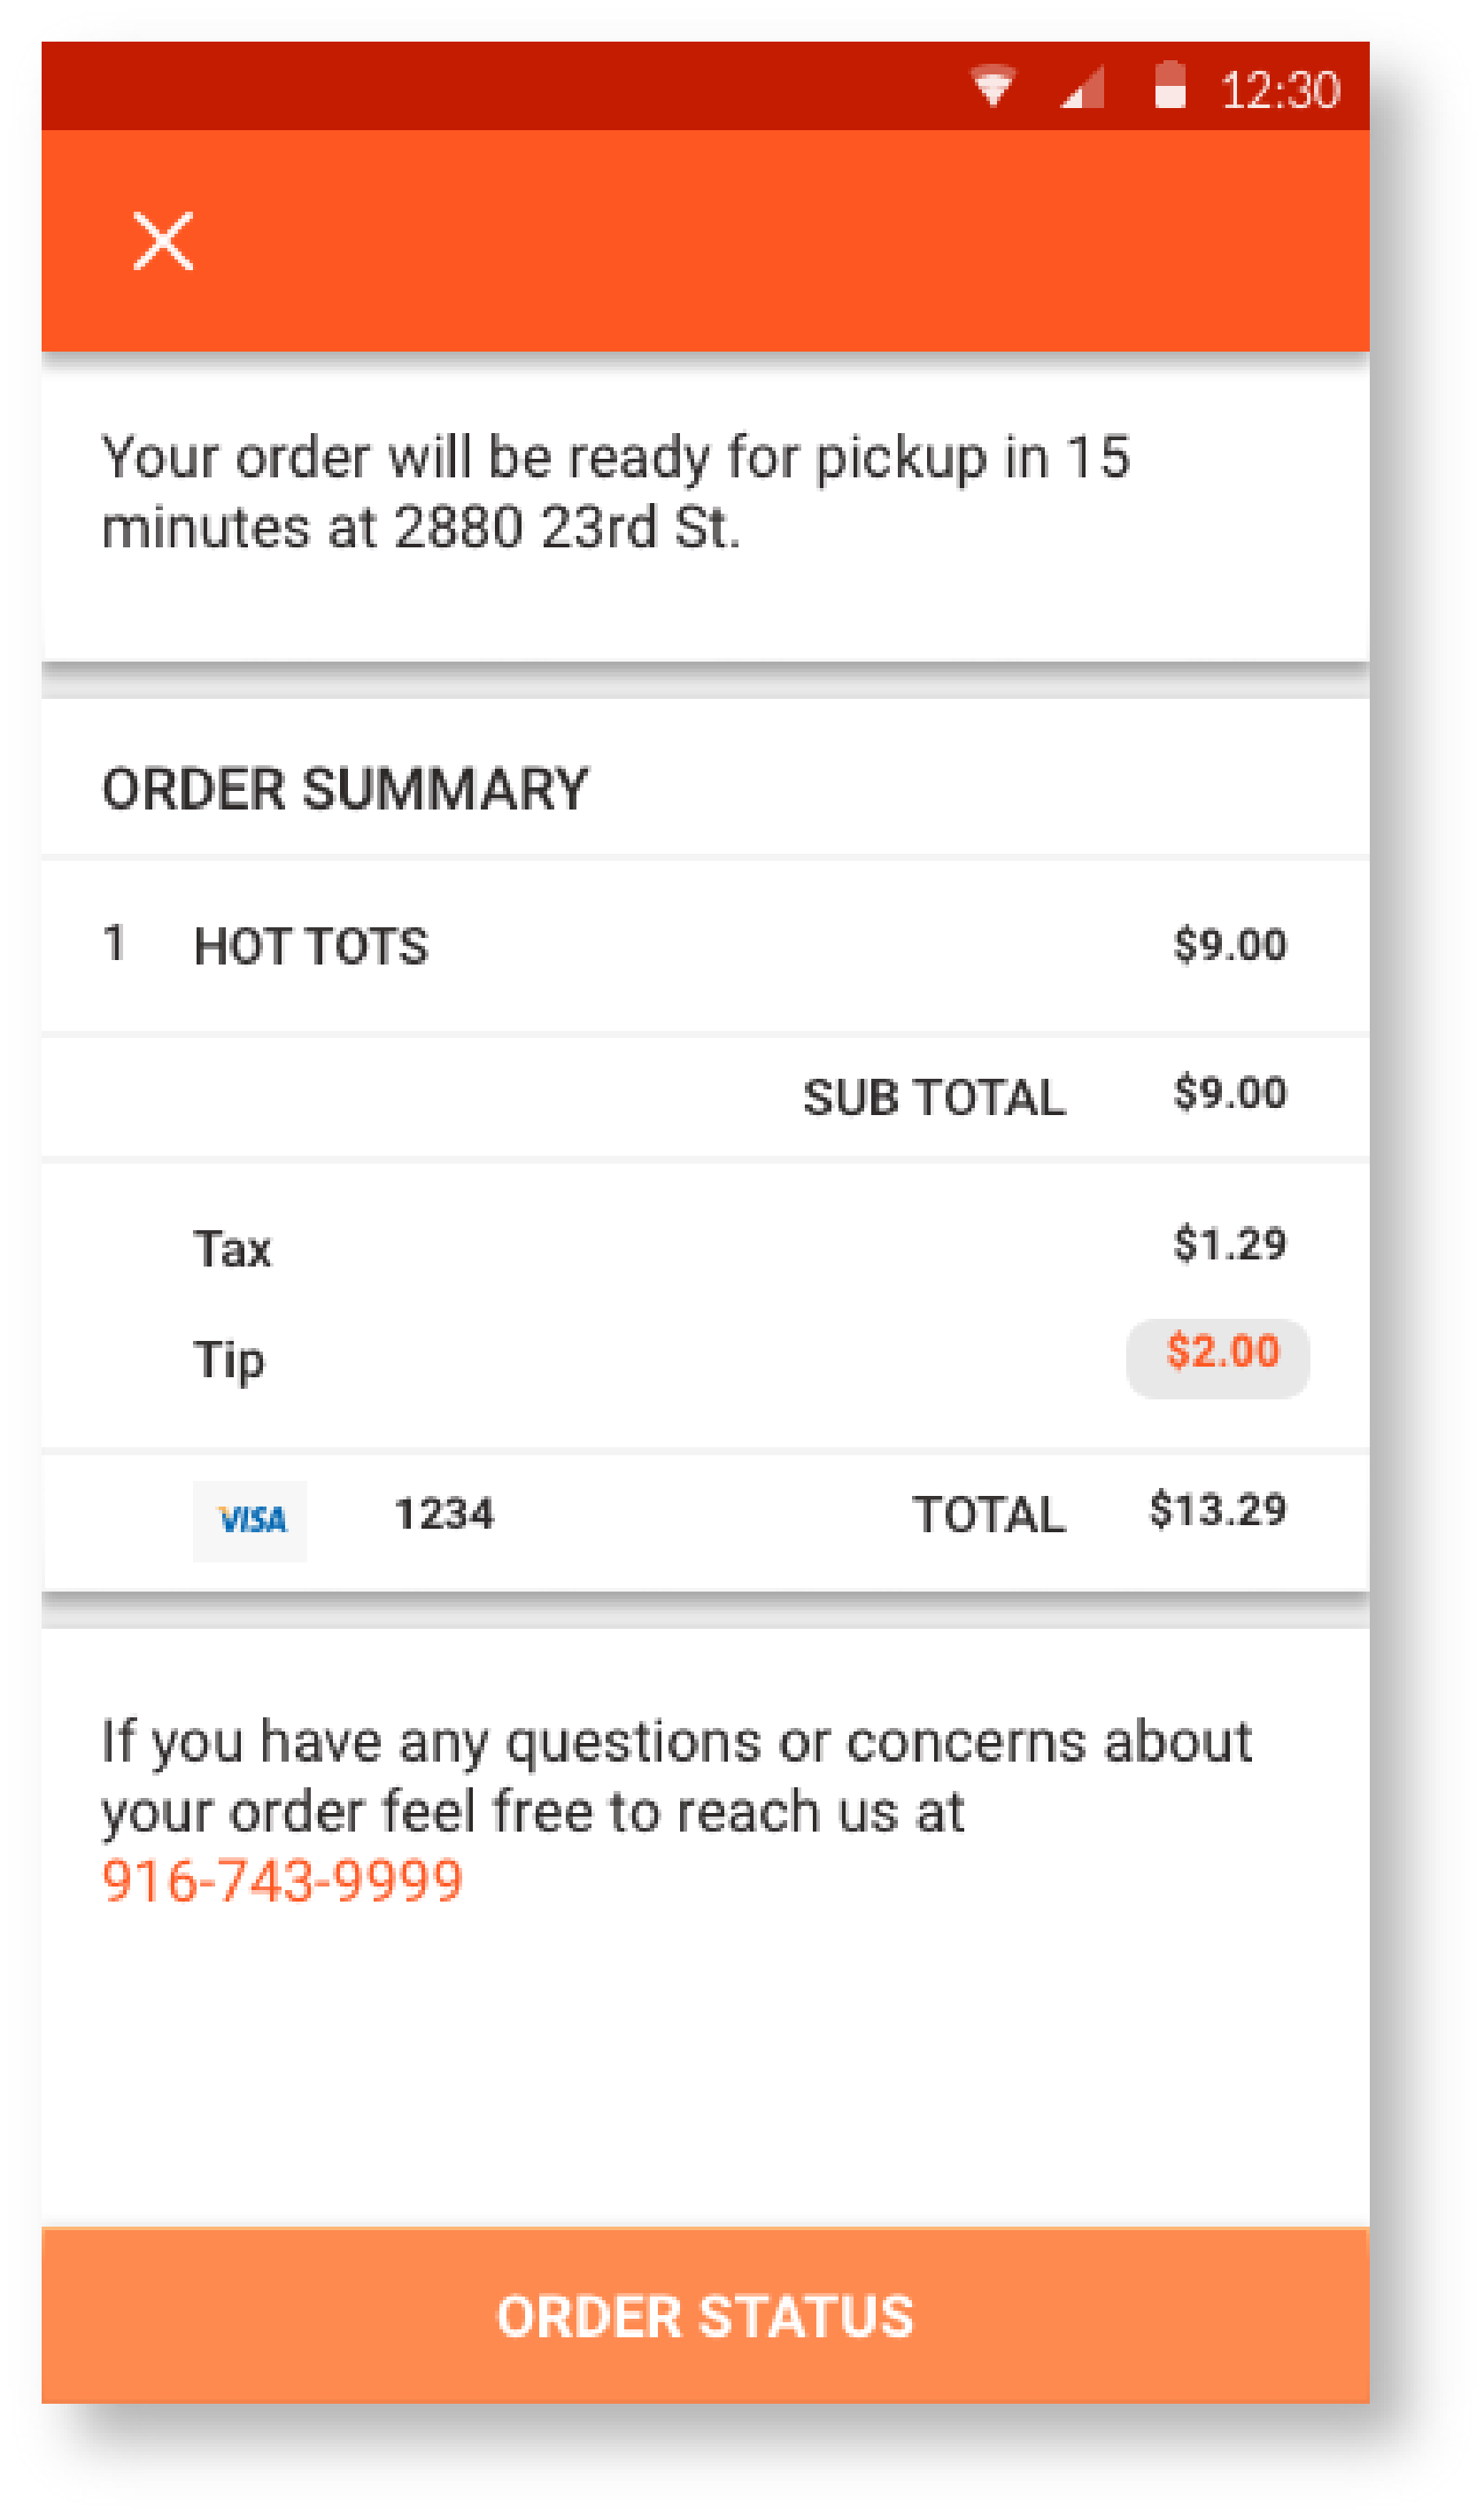 12:30
Your order will be ready for pickup in 15
minutes at 2880 23rd St.
ORDER SUMMARY
1 HOT TOTS $9.00
SUB TOTAL $9.00
Tax $1.29
Tip $2.00
VISA 1234 TOTAL $13.29
If you have any questions or concerns about
your order feel free to reach us at
916-743-9999
ORDER STATUS